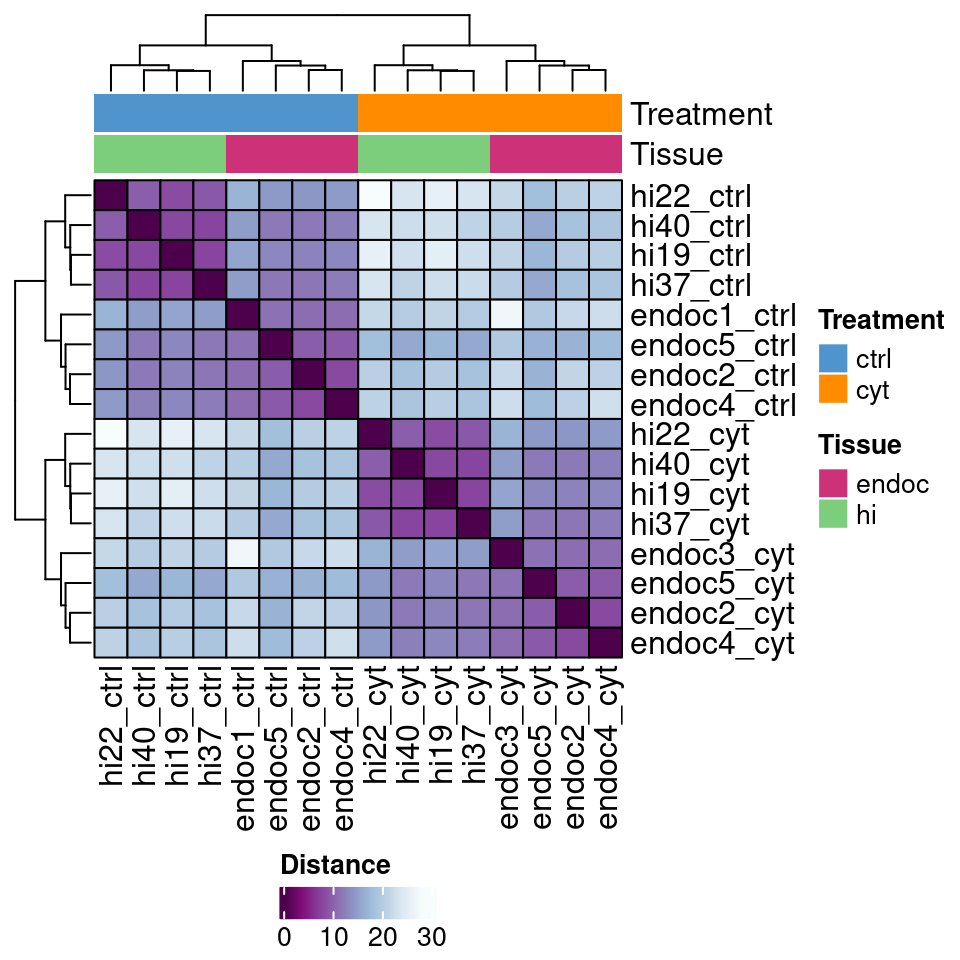 Treatment
Tissue
hi22_ctrl
hi40_ctrl
hi19_ctrl
hi37_ctrl
endoc1_ctrl
endoc5_ctrl
endoc2_ctrl
endoc4_ctrl
hi22_cyt
hi40_cyt
hi19_cyt
hi37_cyt
endoc3_cyt
endoc5_cyt
endoc2_cyt
endoc4_cyt
Treatment
ctrl
cyt
Tissue
endoc
hi
hi22_ctrl
hi40_ctrl
hi19_ctrl
hi37_ctrl
endoc1_ctrl
endoc5_ctrl
endoc2_ctrl
endoc4_ctrl
hi22_cyt
hi40_cyt
hi19_cyt
hi37_cyt
endoc3_cyt
endoc5_cyt
endoc2_cyt
endoc4_cyt
Distance
0 10 20 30